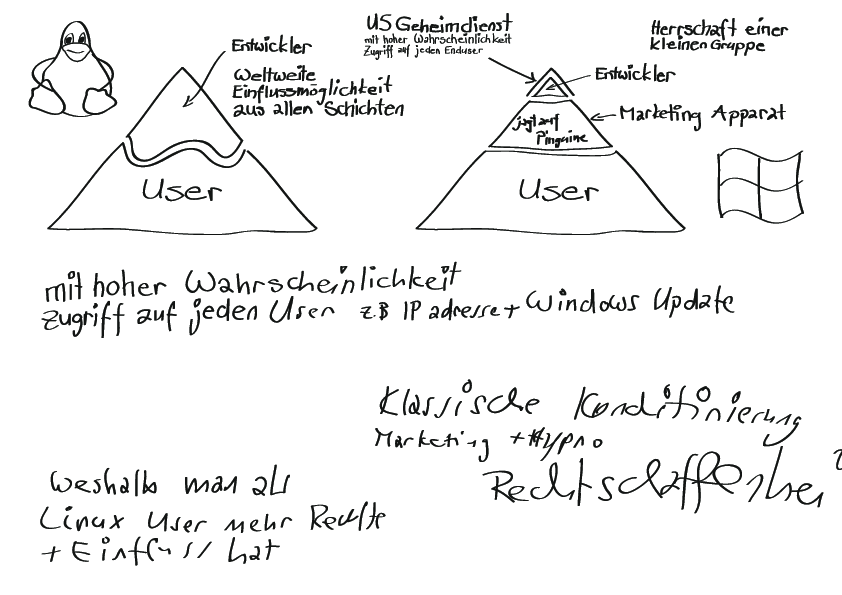 Entwickler
Weltweite
Einflussmöglichkeit
aus allen Schichten
User
US Geheimdienst
mit hoher Wahrscheinlichkeit
Zugriff auf jeden Enduser
Herrschaft einer
kleinen Gruppe
Entwickler
Marketing Apparat
jagt auf
Pinguine
User
mit hoher Wahrscheinlichkeit
Zugriff auf jeden User z.B IP adresse + Windows Update
Klassische Konditinierung
Marketing + Hypno
Rechtschaffenhei
weshalb man als
Linux User mehr Rechte
+ Einfluss hat